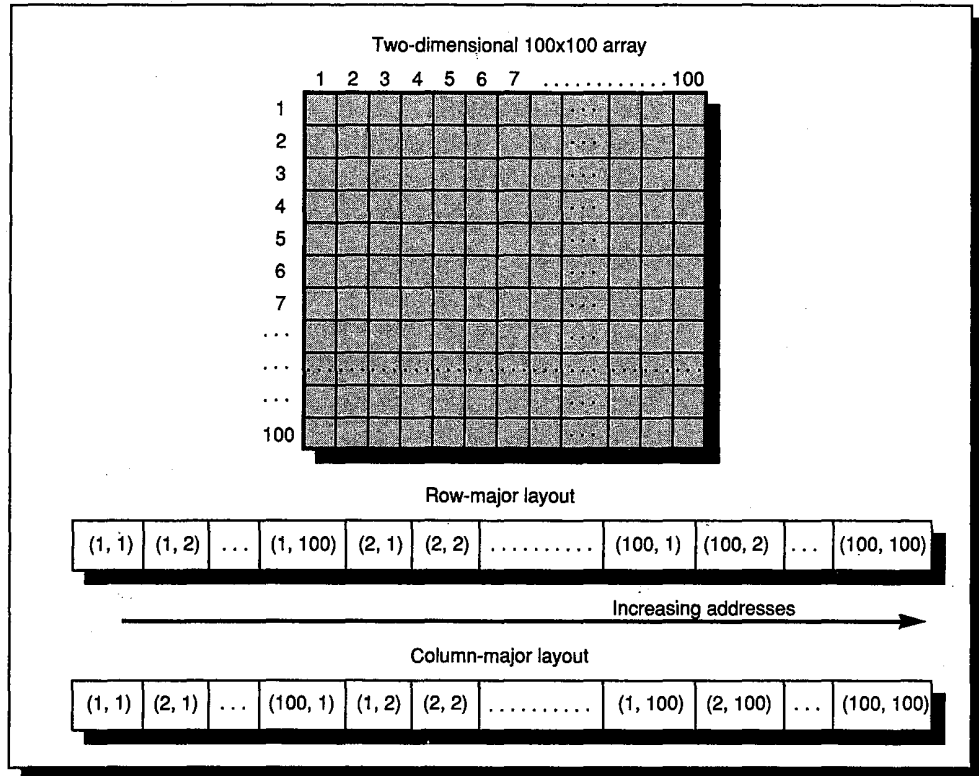 Two-dimensional 100x100 array
1 2 3 4 5 6 7 ............. 100
1 ...
2 ...
3 ...
4 ...
5 ...
6 ...
7 ...
... ...
... ...................................
... ...
100 ...
Row-major layout
(1, 1) (1, 2) ... (1, 100) (2, 1) (2, 2) .......... (100, 1) (100, 2) ... (100, 100)
Increasing addresses
Column-major layout
(1, 1) (2, 1) ... (100, 1) (1, 2) (2, 2) .......... (1, 100) (2, 100) ... (100, 100)